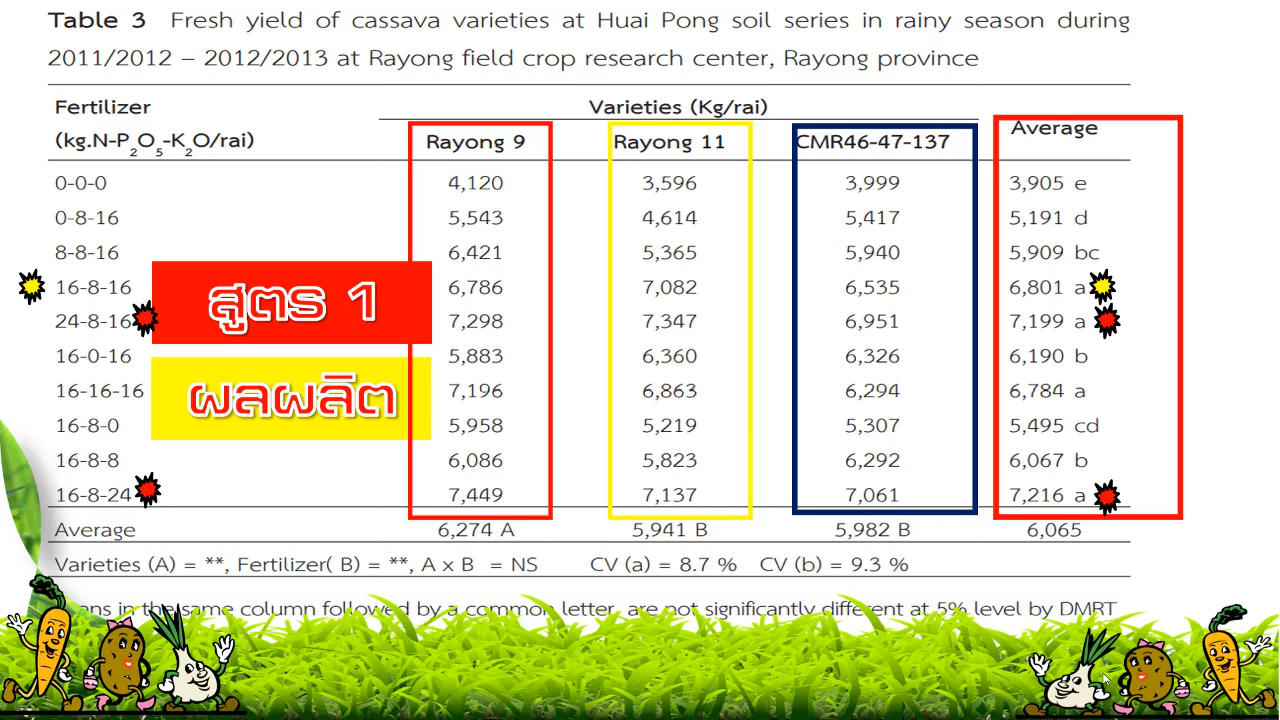 Table 3 Fresh yield of cassava varieties at Huai Pong soil series in rainy season during
2011/2012 – 2012/2013 at Rayong field crop research center, Rayong province
Fertilizer Varieties (Kg/rai) Average
(kg.N-P2O5-K2O/rai) Rayong 9 Rayong 11 CMR46-47-137
0-0-0 4,120 3,596 3,999 3,905 e
0-8-16 5,543 4,614 5,417 5,191 d
8-8-16 6,421 5,365 5,940 5,909 bc
16-8-16 6,786 7,082 6,535 6,801 a
สูตร 1
24-8-16 7,298 7,347 6,951 7,199 a
16-0-16 5,883 6,360 6,326 6,190 b
16-16-16 7,196 6,863 6,294 6,784 a
ผลผลิต
16-8-0 5,958 5,219 5,307 5,495 cd
16-8-8 6,086 5,823 6,292 6,067 b
16-8-24 7,449 7,137 7,061 7,216 a
Average 6,274 A 5,941 B 5,982 B 6,065
Varieties (A) = **, Fertilizer( B) = **, A x B = NS CV (a) = 8.7 % CV (b) = 9.3 %
in the same column followed by a common letter are not significantly different at 5% level by DMRT